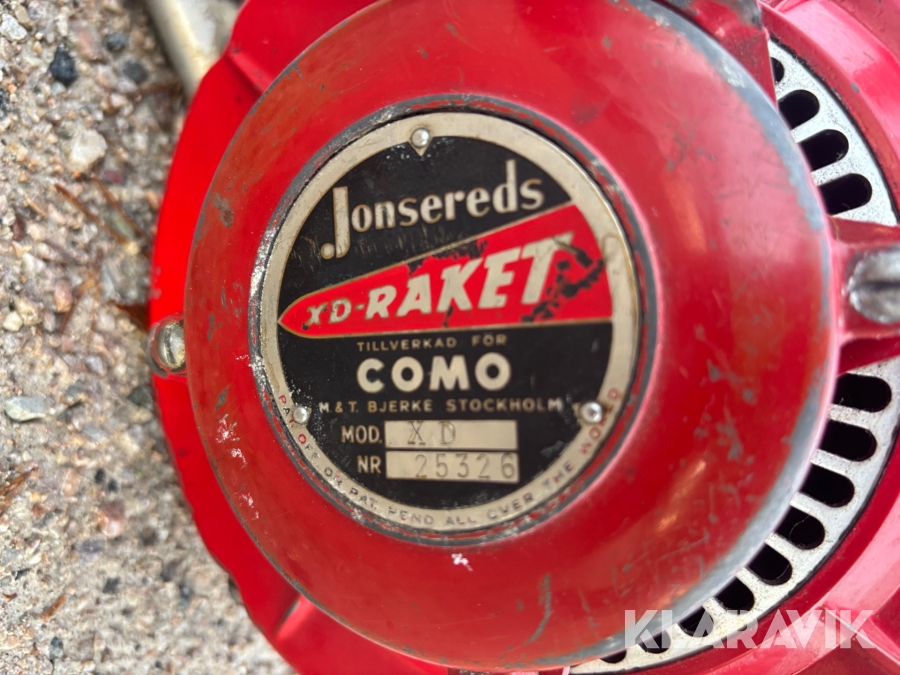 Jonsereds
XD-RAKET
TILLVERKAD FÖR
COMO
M. & T. BJERKE STOCKHOLM
MOD. XD
NR 25326
PAT. OFF. OR PAT. PEND ALL OVER THE WORLD
KLARAVIK